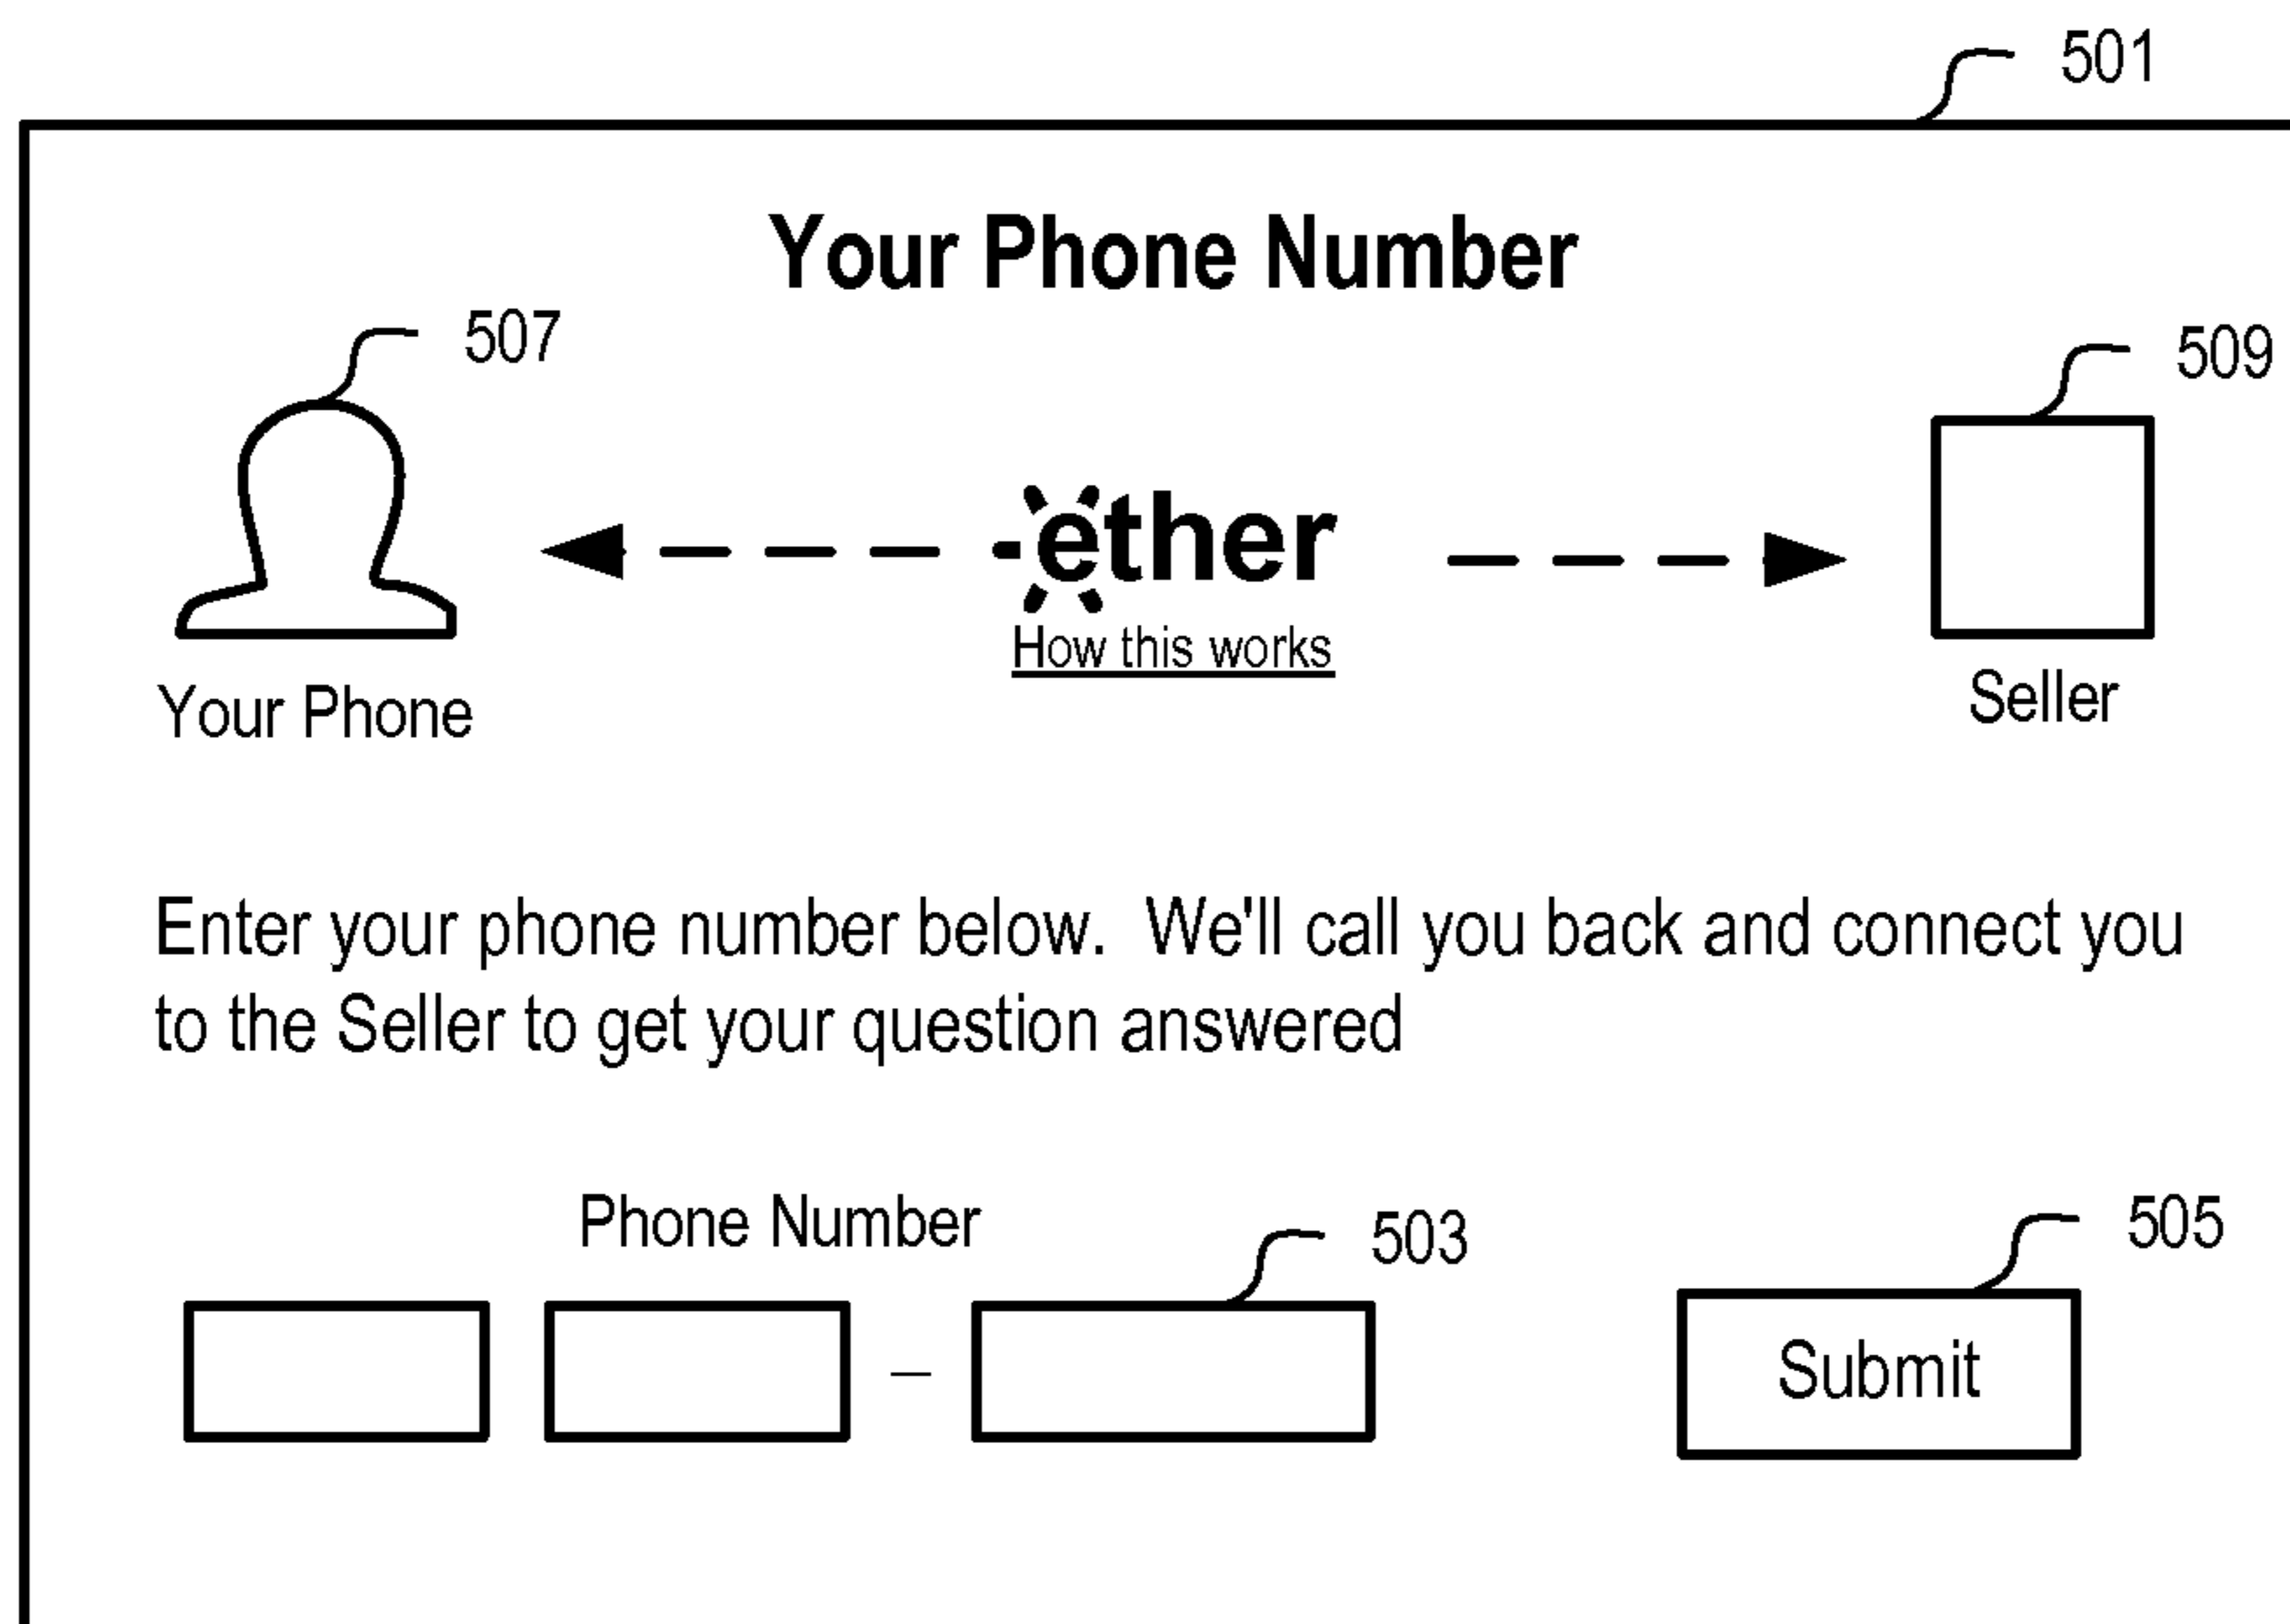 501
Your Phone Number
507
509
ether
How this works
Your Phone
Seller
Enter your phone number below.  We'll call you back and connect you
to the Seller to get your question answered
Phone Number
503
505
–
Submit